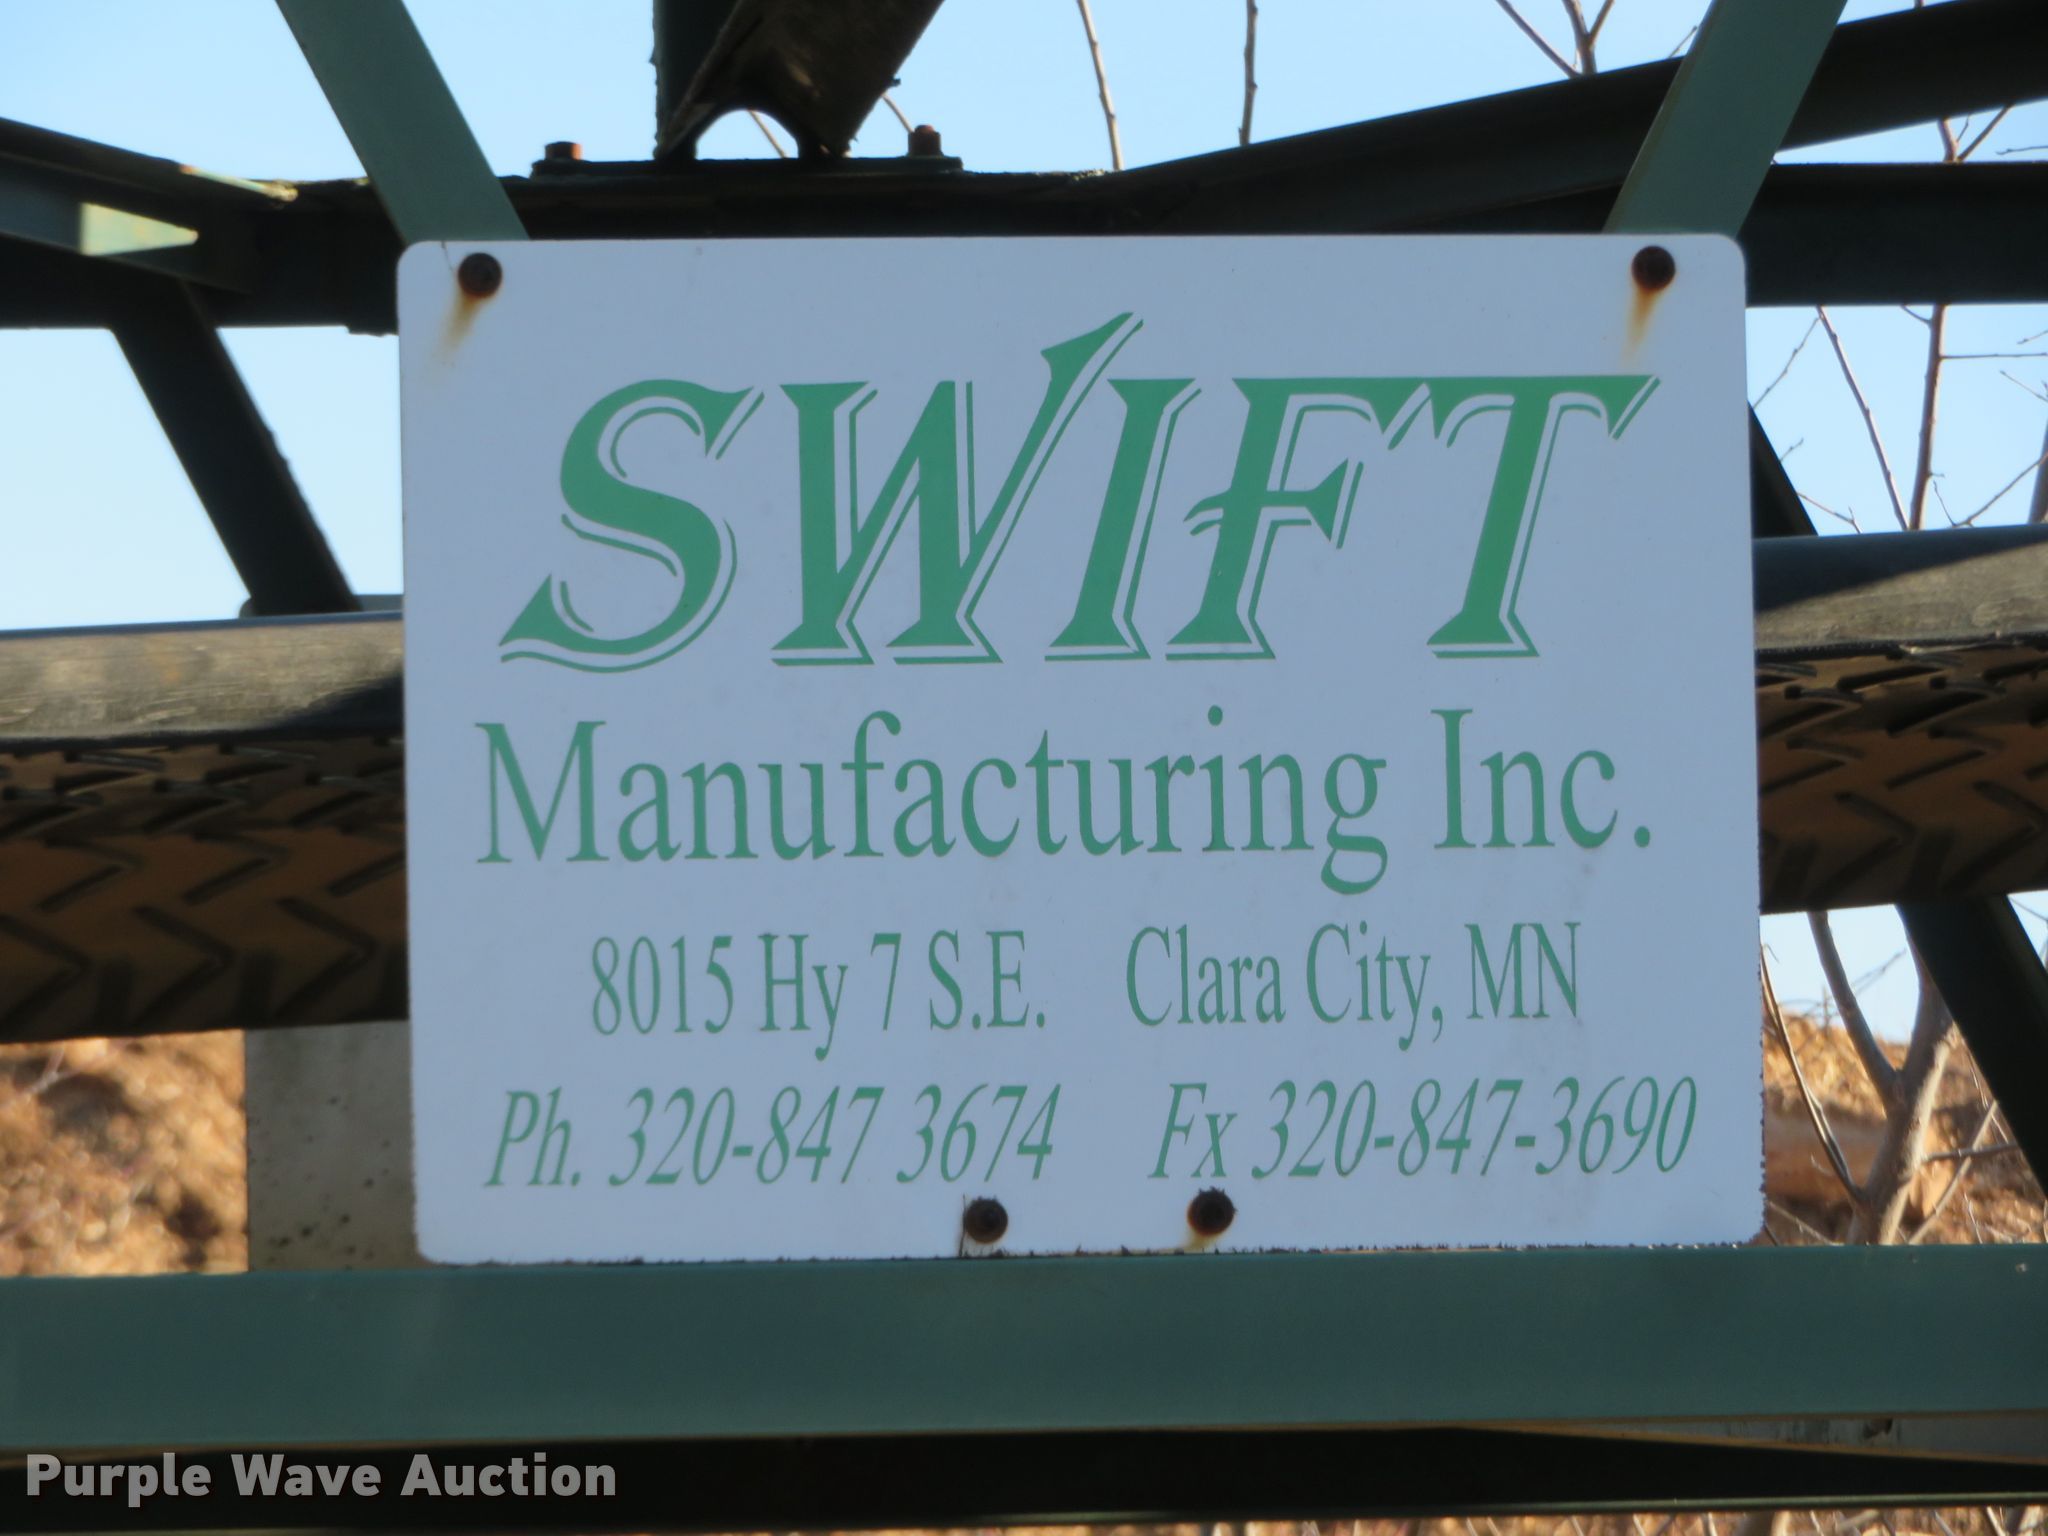 SWIFT
Manufacturing Inc.
8015 Hy 7 S.E. Clara City, MN
Ph. 320-847 3674 Fx 320-847-3690
Purple Wave Auction